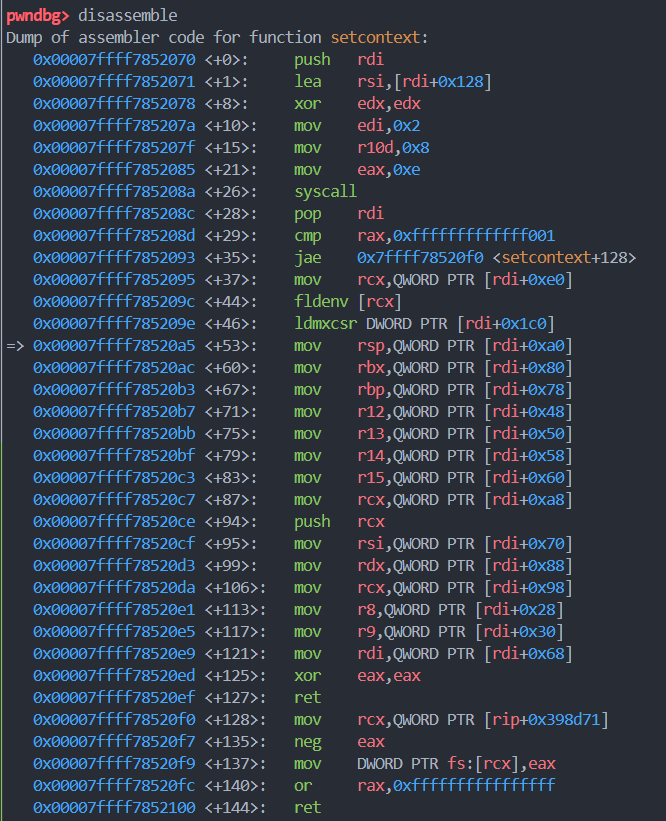 pwndbg> disassemble
Dump of assembler code for function setcontext:
   0x00007ffff7852070 <+0>:     push   rdi
   0x00007ffff7852071 <+1>:     lea    rsi,[rdi+0x128]
   0x00007ffff7852078 <+8>:     xor    edx,edx
   0x00007ffff785207a <+10>:    mov    edi,0x2
   0x00007ffff785207f <+15>:    mov    r10d,0x8
   0x00007ffff7852085 <+21>:    mov    eax,0xe
   0x00007ffff785208a <+26>:    syscall
   0x00007ffff785208c <+28>:    pop    rdi
   0x00007ffff785208d <+29>:    cmp    rax,0xfffffffffffff001
   0x00007ffff7852093 <+35>:    jae    0x7ffff78520f0 <setcontext+128>
   0x00007ffff7852095 <+37>:    mov    rcx,QWORD PTR [rdi+0xe0]
   0x00007ffff785209c <+44>:    fldenv [rcx]
   0x00007ffff785209e <+46>:    ldmxcsr DWORD PTR [rdi+0x1c0]
=> 0x00007ffff78520a5 <+53>:    mov    rsp,QWORD PTR [rdi+0xa0]
   0x00007ffff78520ac <+60>:    mov    rbx,QWORD PTR [rdi+0x80]
   0x00007ffff78520b3 <+67>:    mov    rbp,QWORD PTR [rdi+0x78]
   0x00007ffff78520b7 <+71>:    mov    r12,QWORD PTR [rdi+0x48]
   0x00007ffff78520bb <+75>:    mov    r13,QWORD PTR [rdi+0x50]
   0x00007ffff78520bf <+79>:    mov    r14,QWORD PTR [rdi+0x58]
   0x00007ffff78520c3 <+83>:    mov    r15,QWORD PTR [rdi+0x60]
   0x00007ffff78520c7 <+87>:    mov    rcx,QWORD PTR [rdi+0xa8]
   0x00007ffff78520ce <+94>:    push   rcx
   0x00007ffff78520cf <+95>:    mov    rsi,QWORD PTR [rdi+0x70]
   0x00007ffff78520d3 <+99>:    mov    rdx,QWORD PTR [rdi+0x88]
   0x00007ffff78520da <+106>:   mov    rcx,QWORD PTR [rdi+0x98]
   0x00007ffff78520e1 <+113>:   mov    r8,QWORD PTR [rdi+0x28]
   0x00007ffff78520e5 <+117>:   mov    r9,QWORD PTR [rdi+0x30]
   0x00007ffff78520e9 <+121>:   mov    rdi,QWORD PTR [rdi+0x68]
   0x00007ffff78520ed <+125>:   xor    eax,eax
   0x00007ffff78520ef <+127>:   ret
   0x00007ffff78520f0 <+128>:   mov    rcx,QWORD PTR [rip+0x398d71]
   0x00007ffff78520f7 <+135>:   neg    eax
   0x00007ffff78520f9 <+137>:   mov    DWORD PTR fs:[rcx],eax
   0x00007ffff78520fc <+140>:   or     rax,0xffffffffffffffff
   0x00007ffff7852100 <+144>:   ret